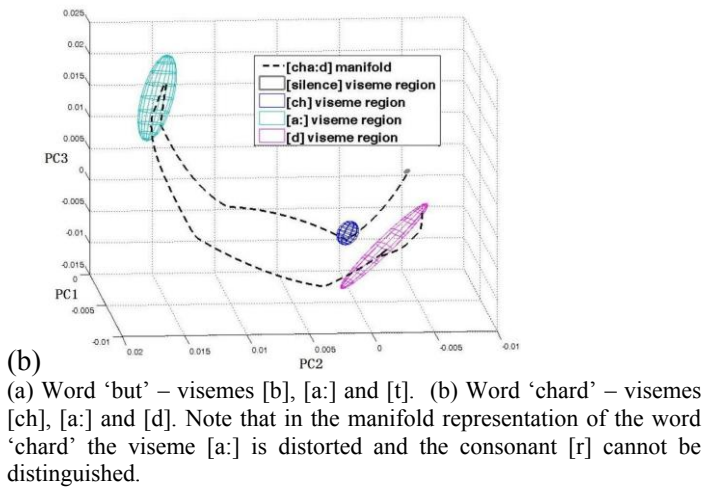 0.025
0.02
0.015
0.01
0.005
0
-0.005
-0.01
-0.015
PC3
[cha:d] manifold
[silence] viseme region
[ch] viseme region
[a:] viseme region
[d] viseme region
0
-0.005
-0.01
PC1
0.02
0.015
0.01
0.005
0
-0.005
-0.01
PC2
(b)
(a) Word ‘but’ – visemes [b], [a:] and [t]. (b) Word ‘chard’ – visemes
[ch], [a:] and [d]. Note that in the manifold representation of the word
‘chard’ the viseme [a:] is distorted and the consonant [r] cannot be
distinguished.